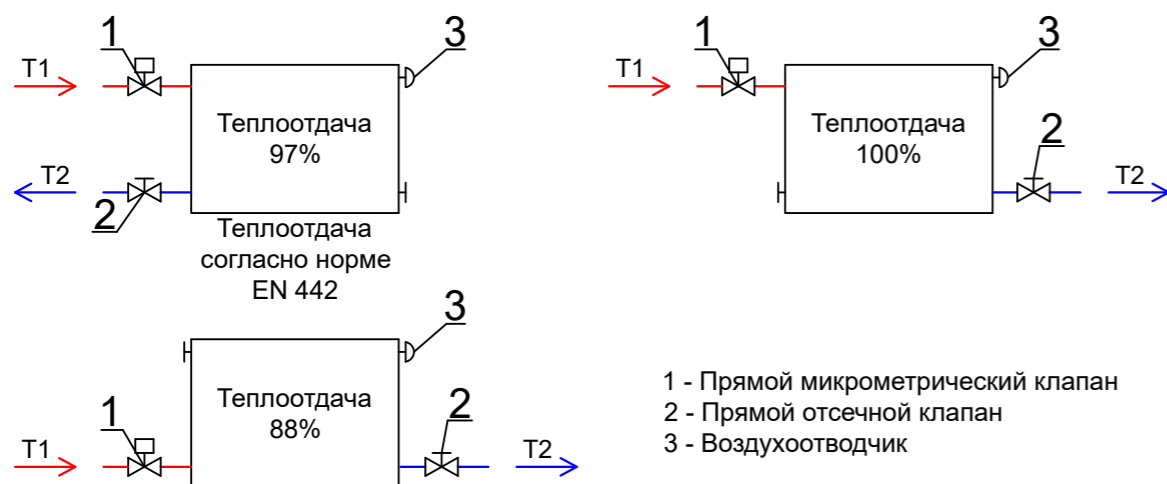 1
3
T1
Теплоотдача
97%
T2
2
Теплоотдача
согласно норме
EN 442
1
3
T1
Теплоотдача
100%
2
T2
3
1
Теплоотдача
88%
2
T1
T2
1 - Прямой микрометрический клапан
2 - Прямой отсечной клапан
3 - Воздухоотводчик